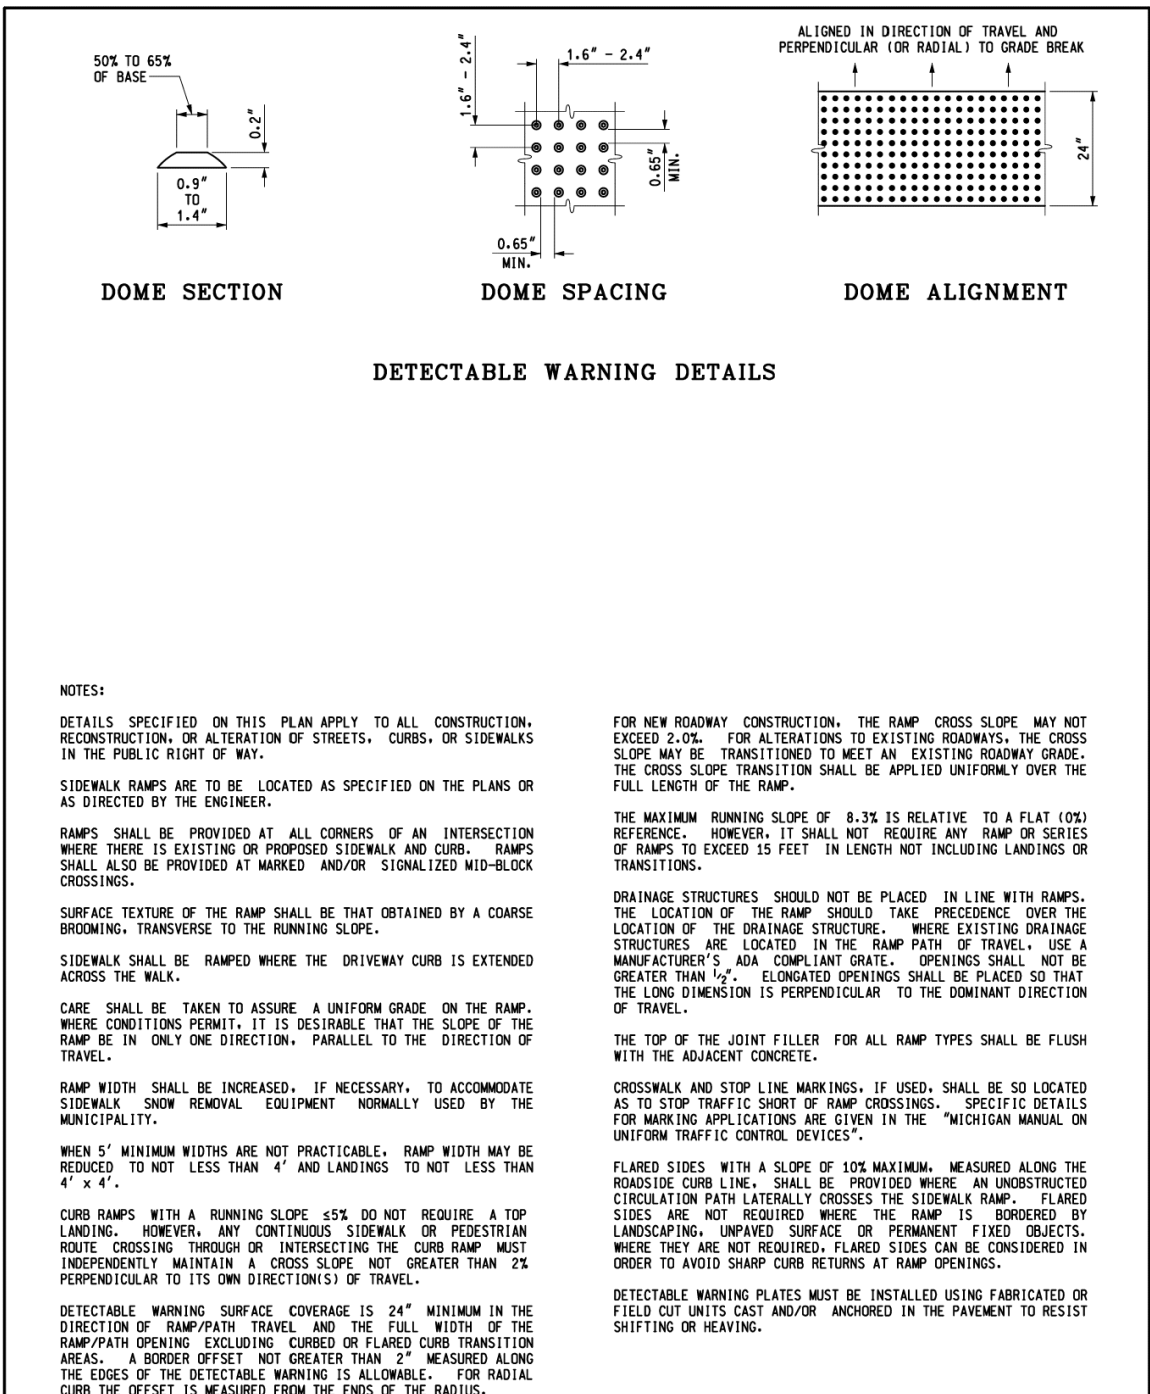 50% TO 65%
OF BASE
0.2"
0.9"
TO
1.4"
DOME SECTION
1.6" - 2.4"
1.6" - 2.4"
0.65"
MIN.
0.65"
MIN.
DOME SPACING
ALIGNED IN DIRECTION OF TRAVEL AND
PERPENDICULAR (OR RADIAL) TO GRADE BREAK
24"
DOME ALIGNMENT
DETECTABLE WARNING DETAILS
NOTES:
DETAILS SPECIFIED ON THIS PLAN APPLY TO ALL CONSTRUCTION,
RECONSTRUCTION, OR ALTERATION OF STREETS, CURBS, OR SIDEWALKS
IN THE PUBLIC RIGHT OF WAY.
SIDEWALK RAMPS ARE TO BE LOCATED AS SPECIFIED ON THE PLANS OR
AS DIRECTED BY THE ENGINEER.
RAMPS SHALL BE PROVIDED AT ALL CORNERS OF AN INTERSECTION
WHERE THERE IS EXISTING OR PROPOSED SIDEWALK AND CURB. RAMPS
SHALL ALSO BE PROVIDED AT MARKED AND/OR SIGNALIZED MID-BLOCK
CROSSINGS.
SURFACE TEXTURE OF THE RAMP SHALL BE THAT OBTAINED BY A COARSE
BROOMING, TRANSVERSE TO THE RUNNING SLOPE.
SIDEWALK SHALL BE RAMPED WHERE THE DRIVEWAY CURB IS EXTENDED
ACROSS THE WALK.
CARE SHALL BE TAKEN TO ASSURE A UNIFORM GRADE ON THE RAMP.
WHERE CONDITIONS PERMIT, IT IS DESIRABLE THAT THE SLOPE OF THE
RAMP BE IN ONLY ONE DIRECTION, PARALLEL TO THE DIRECTION OF
TRAVEL.
RAMP WIDTH SHALL BE INCREASED, IF NECESSARY, TO ACCOMMODATE
SIDEWALK SNOW REMOVAL EQUIPMENT NORMALLY USED BY THE
MUNICIPALITY.
WHEN 5' MINIMUM WIDTHS ARE NOT PRACTICABLE, RAMP WIDTH MAY BE
REDUCED TO NOT LESS THAN 4' AND LANDINGS TO NOT LESS THAN
4' x 4'.
CURB RAMPS WITH A RUNNING SLOPE ≤5% DO NOT REQUIRE A TOP
LANDING. HOWEVER, ANY CONTINUOUS SIDEWALK OR PEDESTRIAN
ROUTE CROSSING THROUGH OR INTERSECTING THE CURB RAMP MUST
INDEPENDENTLY MAINTAIN A CROSS SLOPE NOT GREATER THAN 2%
PERPENDICULAR TO ITS OWN DIRECTION(S) OF TRAVEL.
DETECTABLE WARNING SURFACE COVERAGE IS 24" MINIMUM IN THE
DIRECTION OF RAMP/PATH TRAVEL AND THE FULL WIDTH OF THE
RAMP/PATH OPENING EXCLUDING CURBED OR FLARED CURB TRANSITION
AREAS. A BORDER OFFSET NOT GREATER THAN 2" MEASURED ALONG
THE EDGES OF THE DETECTABLE WARNING IS ALLOWABLE. FOR RADIAL
CURB THE OFFSET IS MEASURED FROM THE ENDS OF THE RADIUS.
FOR NEW ROADWAY CONSTRUCTION, THE RAMP CROSS SLOPE MAY NOT
EXCEED 2.0%. FOR ALTERATIONS TO EXISTING ROADWAYS, THE CROSS
SLOPE MAY BE TRANSITIONED TO MEET AN EXISTING ROADWAY GRADE.
THE CROSS SLOPE TRANSITION SHALL BE APPLIED UNIFORMLY OVER THE
FULL LENGTH OF THE RAMP.
THE MAXIMUM RUNNING SLOPE OF 8.3% IS RELATIVE TO A FLAT (0%)
REFERENCE. HOWEVER, IT SHALL NOT REQUIRE ANY RAMP OR SERIES
OF RAMPS TO EXCEED 15 FEET IN LENGTH NOT INCLUDING LANDINGS OR
TRANSITIONS.
DRAINAGE STRUCTURES SHOULD NOT BE PLACED IN LINE WITH RAMPS.
THE LOCATION OF THE RAMP SHOULD TAKE PRECEDENCE OVER THE
LOCATION OF THE DRAINAGE STRUCTURE. WHERE EXISTING DRAINAGE
STRUCTURES ARE LOCATED IN THE RAMP PATH OF TRAVEL, USE A
MANUFACTURER'S ADA COMPLIANT GRATE. OPENINGS SHALL NOT BE
GREATER THAN ½". ELONGATED OPENINGS SHALL BE PLACED SO THAT
THE LONG DIMENSION IS PERPENDICULAR TO THE DOMINANT DIRECTION
OF TRAVEL.
THE TOP OF THE JOINT FILLER FOR ALL RAMP TYPES SHALL BE FLUSH
WITH THE ADJACENT CONCRETE.
CROSSWALK AND STOP LINE MARKINGS, IF USED, SHALL BE SO LOCATED
AS TO STOP TRAFFIC SHORT OF RAMP CROSSINGS. SPECIFIC DETAILS
FOR MARKING APPLICATIONS ARE GIVEN IN THE "MICHIGAN MANUAL ON
UNIFORM TRAFFIC CONTROL DEVICES".
FLARED SIDES WITH A SLOPE OF 10% MAXIMUM, MEASURED ALONG THE
ROADSIDE CURB LINE, SHALL BE PROVIDED WHERE AN UNOBSTRUCTED
CIRCULATION PATH LATERALLY CROSSES THE SIDEWALK RAMP. FLARED
SIDES ARE NOT REQUIRED WHERE THE RAMP IS BORDERED BY
LANDSCAPING, UNPAVED SURFACE OR PERMANENT FIXED OBJECTS.
WHERE THEY ARE NOT REQUIRED, FLARED SIDES CAN BE CONSIDERED IN
ORDER TO AVOID SHARP CURB RETURNS AT RAMP OPENINGS.
DETECTABLE WARNING PLATES MUST BE INSTALLED USING FABRICATED OR
FIELD CUT UNITS CAST AND/OR ANCHORED IN THE PAVEMENT TO RESIST
SHIFTING OR HEAVING.